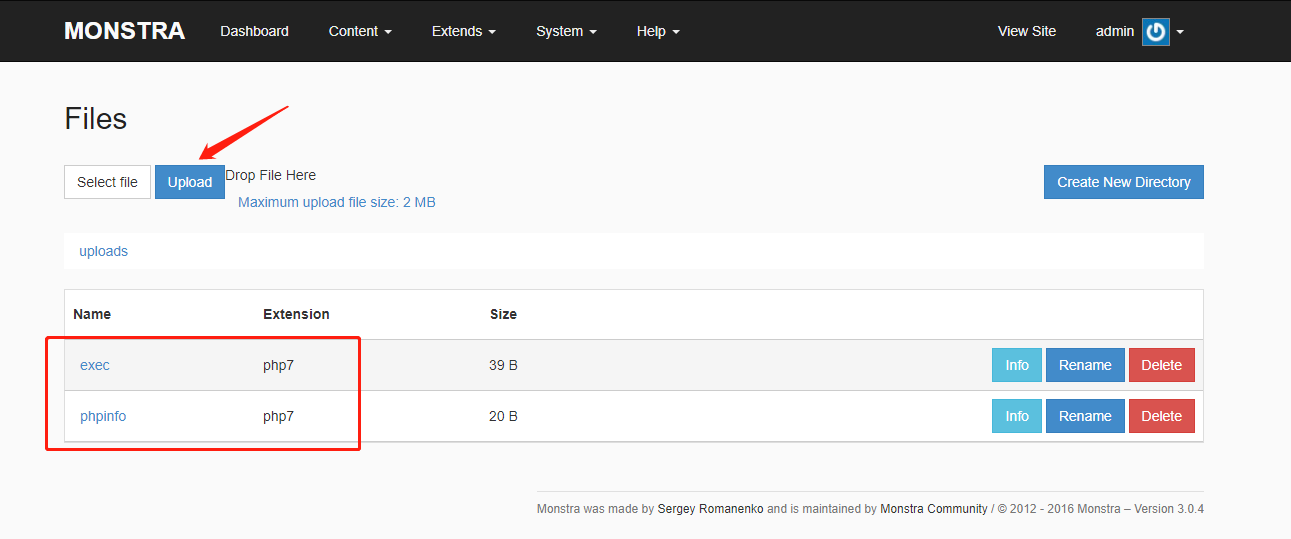 MONSTRA Dashboard Content Extends System Help View Site admin
Files
Select file Upload Drop File Here Create New Directory
Maximum upload file size: 2 MB
uploads
Name Extension Size
exec php7 39 B Info Rename Delete
phpinfo php7 20 B Info Rename Delete
Monstra was made by Sergey Romanenko and is maintained by Monstra Community / © 2012 - 2016 Monstra – Version 3.0.4